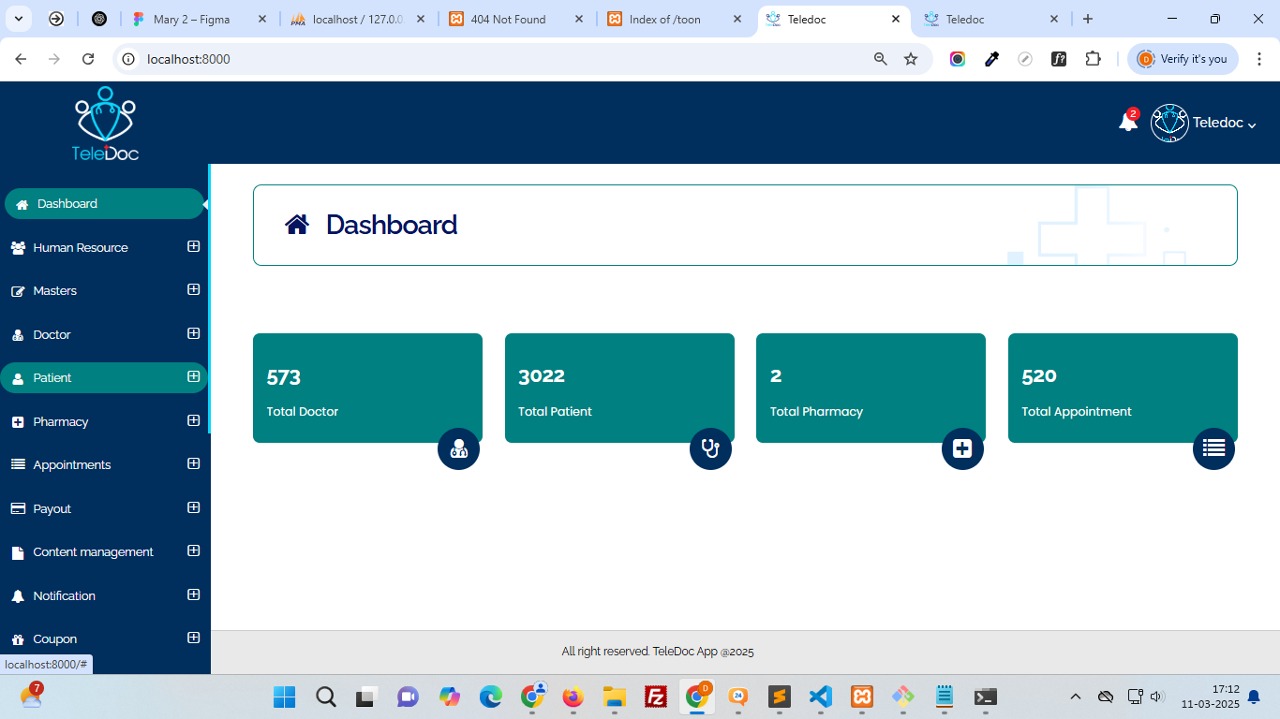 Mary 2 – Figma
localhost / 127.0.0
404 Not Found
Index of /toon
Teledoc
Teledoc
localhost:8000
Verify it's you
TeleDoc
2
Teledoc
Dashboard
Human Resource
Masters
Doctor
Patient
Pharmacy
Appointments
Payout
Content management
Notification
Coupon
localhost:8000/#
Dashboard
573
Total Doctor
3022
Total Patient
2
Total Pharmacy
520
Total Appointment
All right reserved. TeleDoc App @2025
7
D
24
17:12
11-03-2025